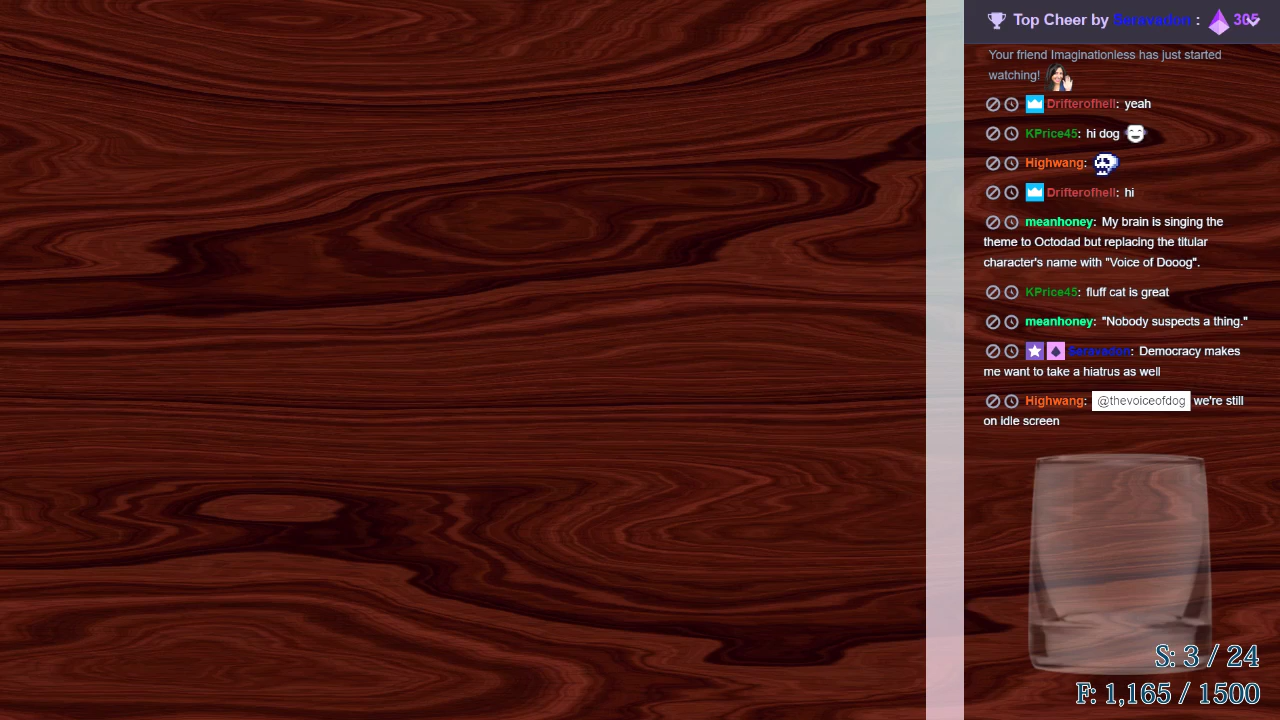 Top Cheer by Saravadon : 305
Your friend Imaginationless has just started
watching!
Drifterofhell: yeah
KPrice45: hi dog
Highwang:
Drifterofhell: hi
meanhoney: My brain is singing the
theme to Octodad but replacing the titular
character's name with "Voice of Dooog".
KPrice45: fluff cat is great
meanhoney: "Nobody suspects a thing."
Saravadon: Democracy makes
me want to take a hiatrus as well
Highwang: @thevoiceofdog we're still
on idle screen
S: 3 / 24
F: 1,165 / 1500